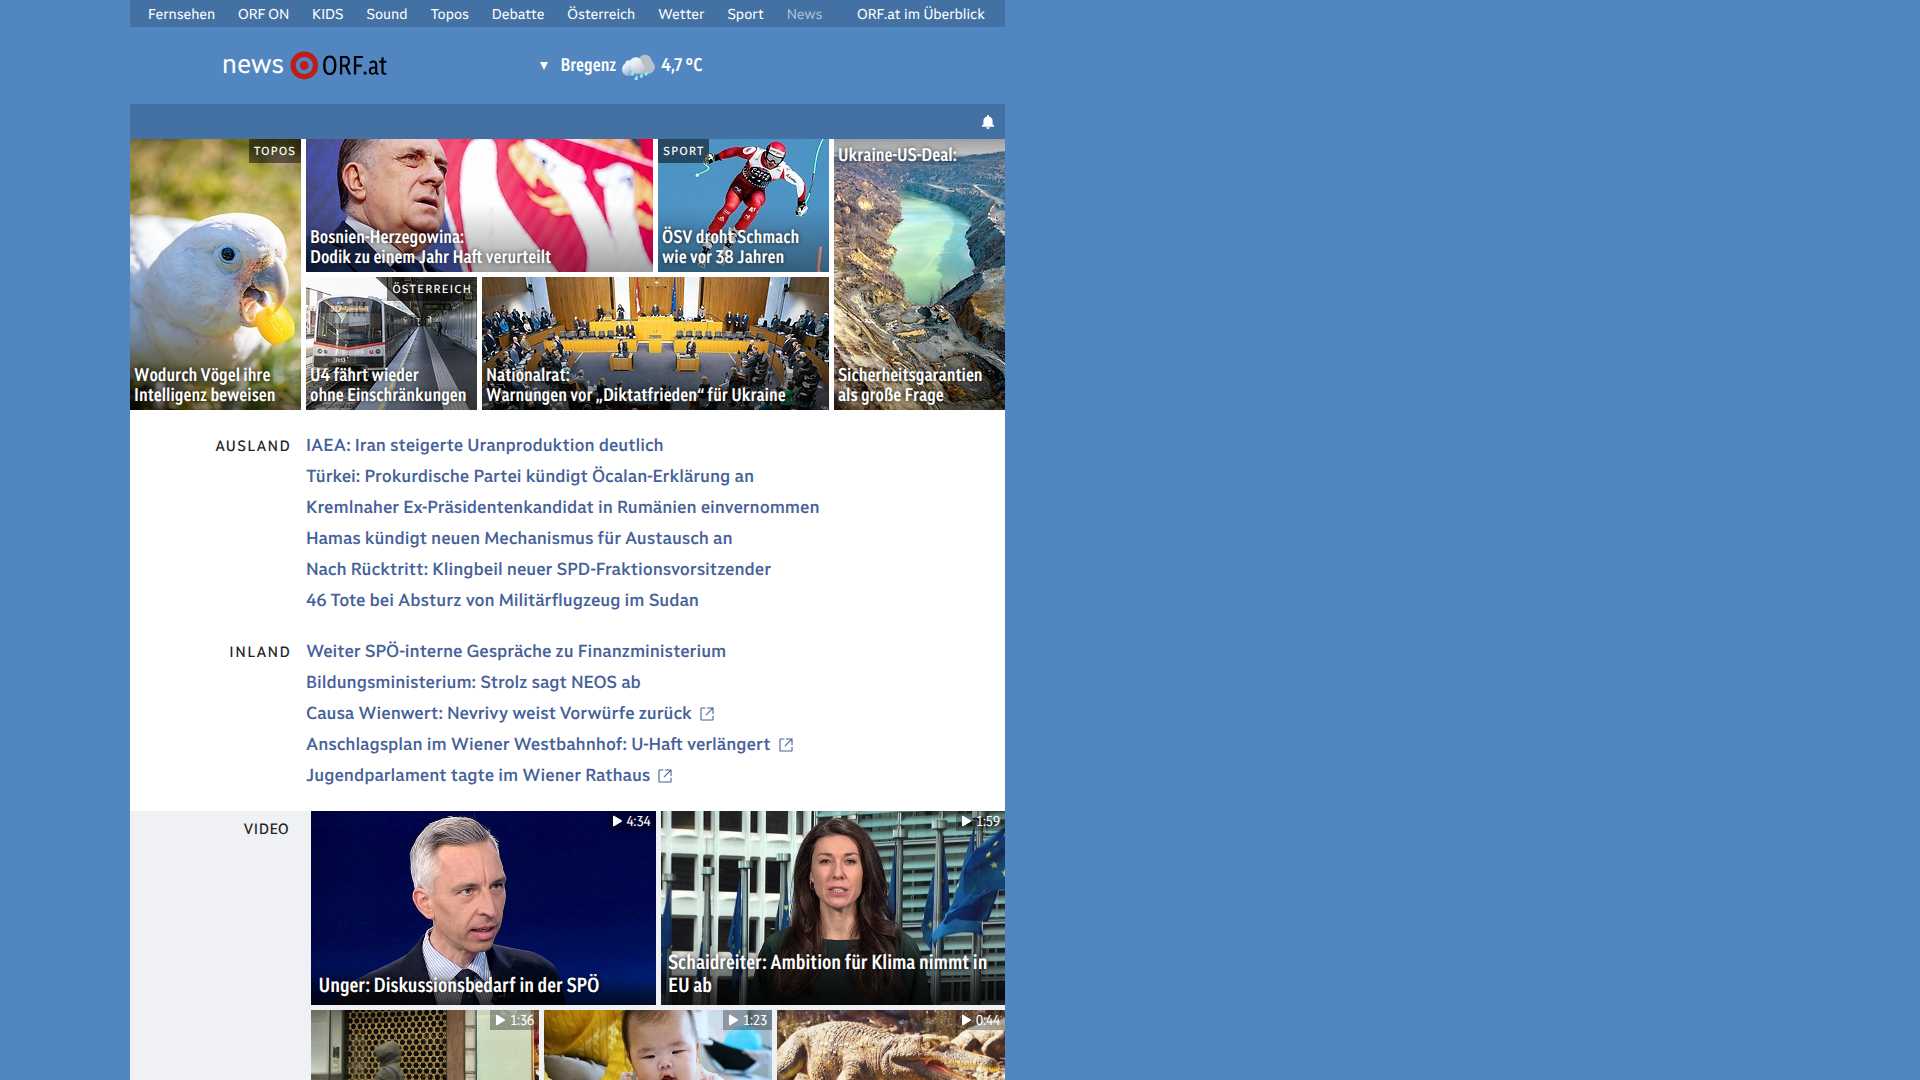 Fernsehen ORF ON KIDS Sound Topos Debatte Österreich Wetter Sport News ORF.at im Überblick
news ORF.at
Bregenz 4,7 °C
TOPOS
Wodurch Vögel ihre
Intelligenz beweisen
Bosnien-Herzegowina:
Dodik zu einem Jahr Haft verurteilt
SPORT
ÖSV droht Schmach
wie vor 38 Jahren
Ukraine-US-Deal:
Sicherheitsgarantien
als große Frage
ÖSTERREICH
U4 fährt wieder
ohne Einschränkungen
Nationalrat:
Warnungen vor „Diktatfrieden“ für Ukraine
AUSLAND
IAEA: Iran steigerte Uranproduktion deutlich
Türkei: Prokurdische Partei kündigt Öcalan-Erklärung an
Kremlnaher Ex-Präsidentenkandidat in Rumänien einvernommen
Hamas kündigt neuen Mechanismus für Austausch an
Nach Rücktritt: Klingbeil neuer SPD-Fraktionsvorsitzender
46 Tote bei Absturz von Militärflugzeug im Sudan
INLAND
Weiter SPÖ-interne Gespräche zu Finanzministerium
Bildungsministerium: Strolz sagt NEOS ab
Causa Wienwert: Nevrivy weist Vorwürfe zurück
Anschlagsplan im Wiener Westbahnhof: U-Haft verlängert
Jugendparlament tagte im Wiener Rathaus
VIDEO
4:34
Unger: Diskussionsbedarf in der SPÖ
1:59
Schaidreiter: Ambition für Klima nimmt in
EU ab
1:36
1:23
0:44